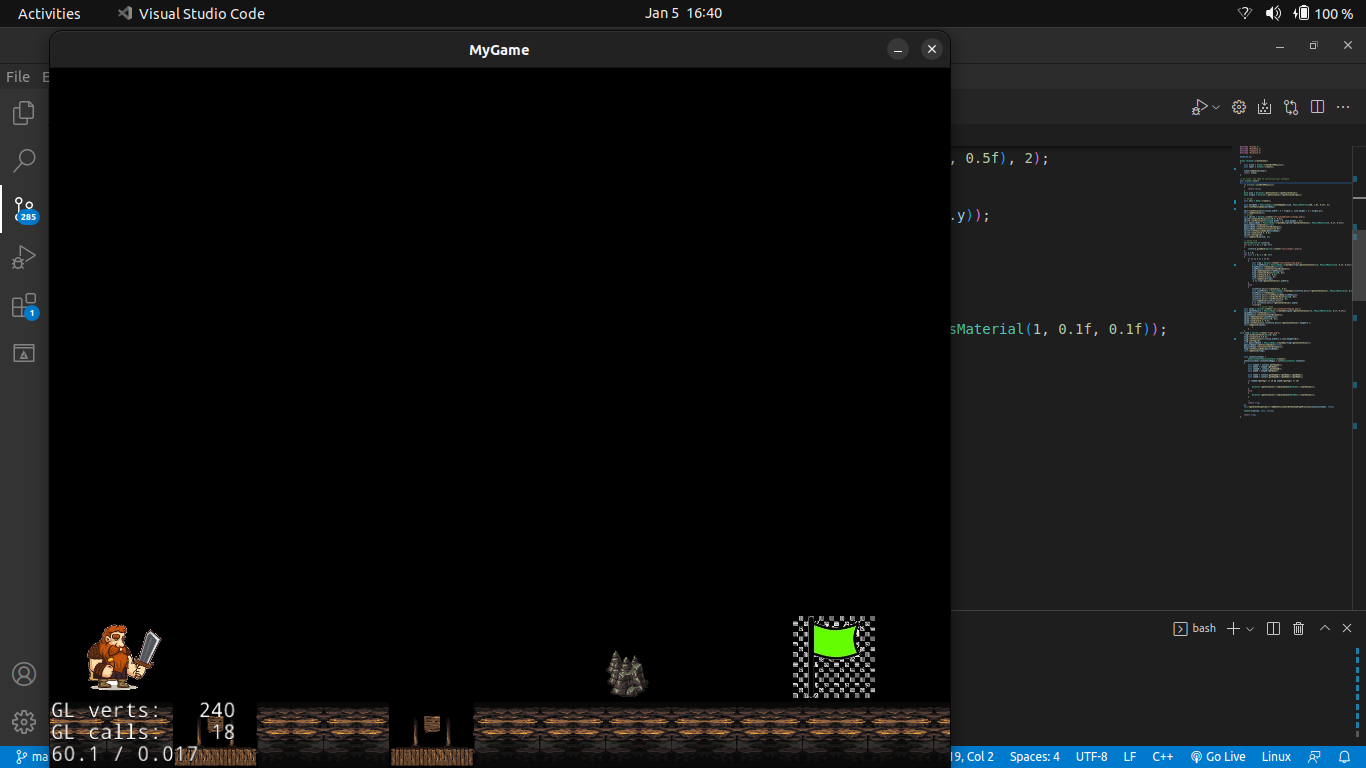 Activities
Visual Studio Code
Jan 5 16:40
100 %
MyGame
File E
, 0.5f), 2);
.y));
sMaterial(1, 0.1f, 0.1f));
285
1
bash
GL verts: 240
GL calls: 18
60.1 / 0.017
ma
19, Col 2
Spaces: 4
UTF-8
LF
C++
Go Live
Linux